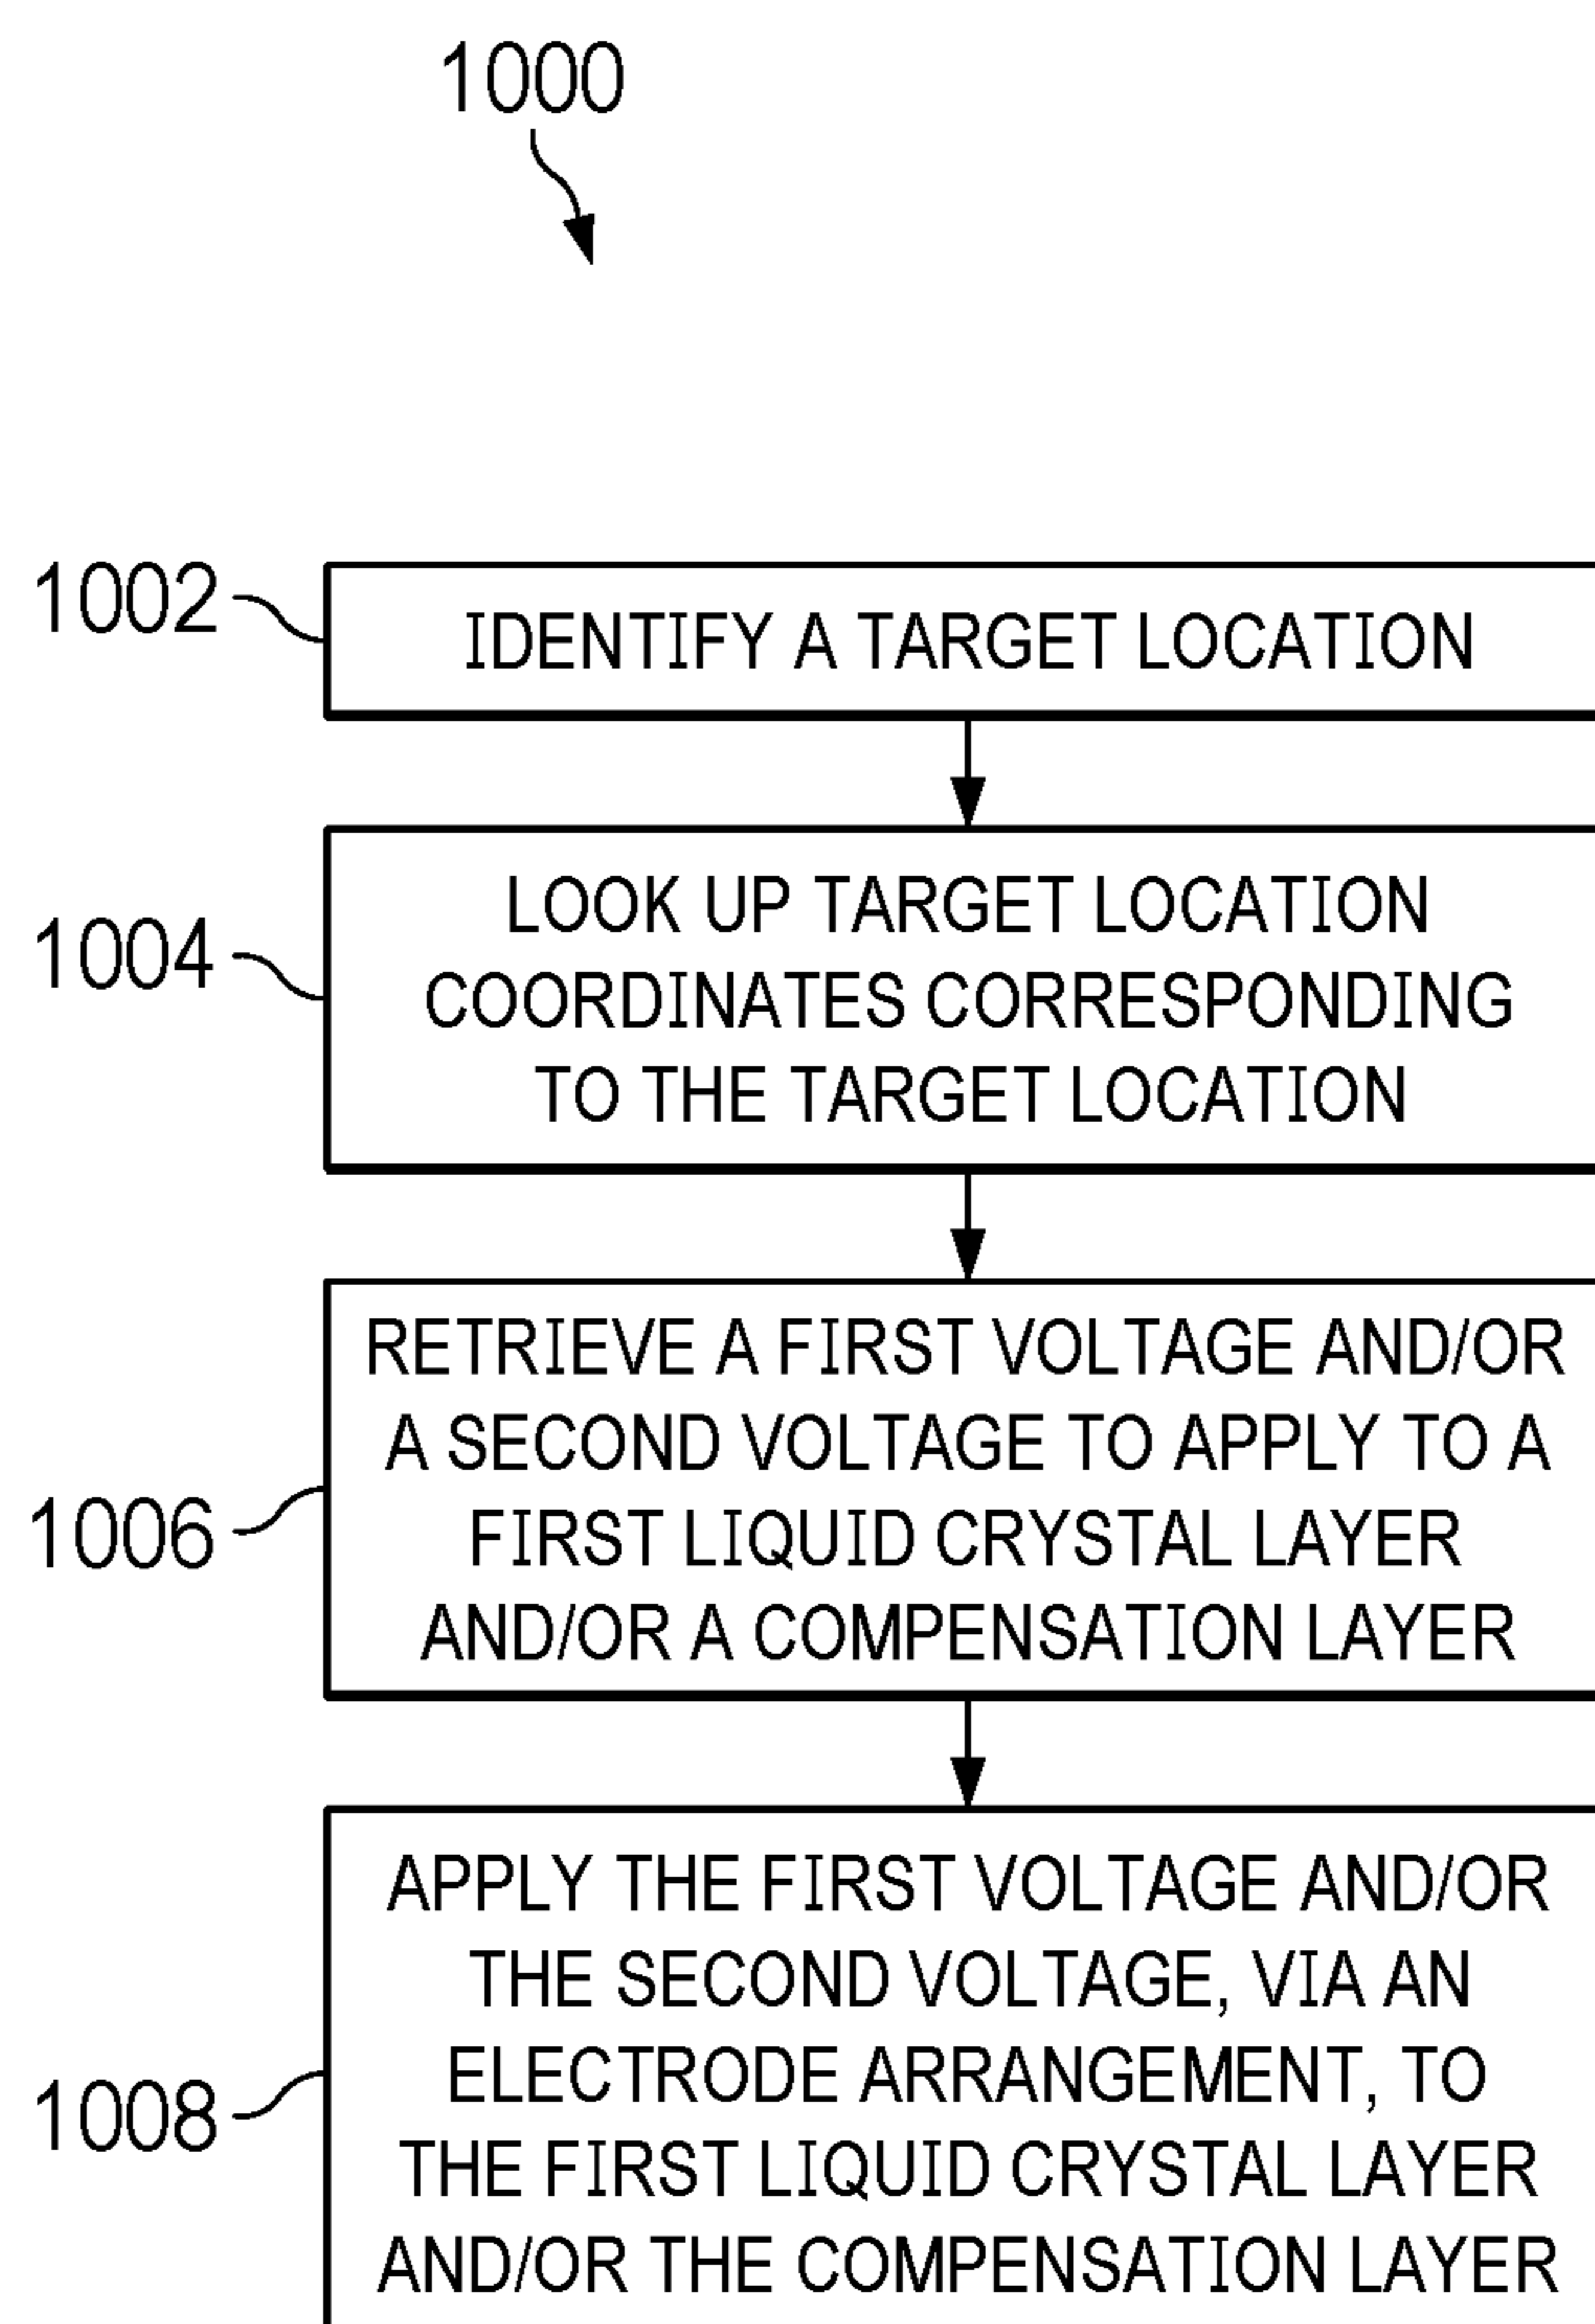 1000
1002
IDENTIFY A TARGET LOCATION
1004
LOOK UP TARGET LOCATION
COORDINATES CORRESPONDING
TO THE TARGET LOCATION
1006
RETRIEVE A FIRST VOLTAGE AND/OR
A SECOND VOLTAGE TO APPLY TO A
FIRST LIQUID CRYSTAL LAYER
AND/OR A COMPENSATION LAYER
1008
APPLY THE FIRST VOLTAGE AND/OR
THE SECOND VOLTAGE, VIA AN
ELECTRODE ARRANGEMENT, TO
THE FIRST LIQUID CRYSTAL LAYER
AND/OR THE COMPENSATION LAYER